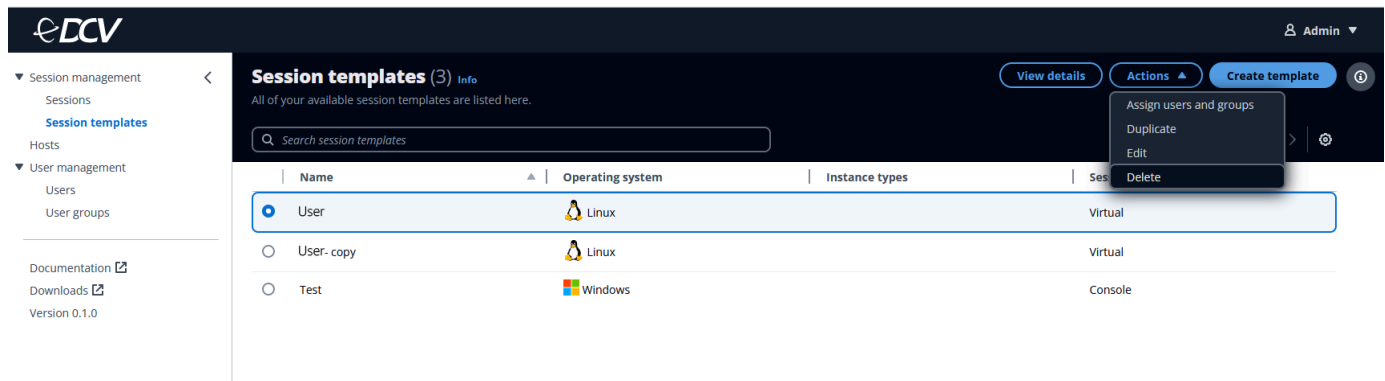 DCV
Admin
Session management
Sessions
Session templates
Hosts
User management
Users
User groups
Documentation
Downloads
Version 0.1.0
Session templates (3) Info
All of your available session templates are listed here.
View details
Actions
Create template
Assign users and groups
Duplicate
Edit
Delete
Search session templates
Name Operating system Instance types
User Linux Virtual
User- copy Linux Virtual
Test Windows Console